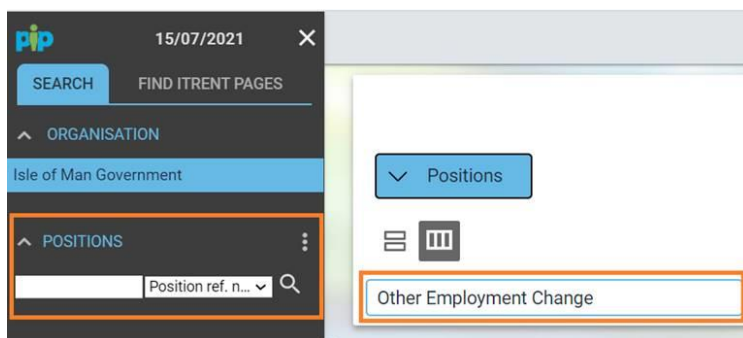 pip 15/07/2021
SEARCH FIND ITRENT PAGES
ORGANISATION
Isle of Man Government
POSITIONS
Position ref. n...
Positions
Other Employment Change